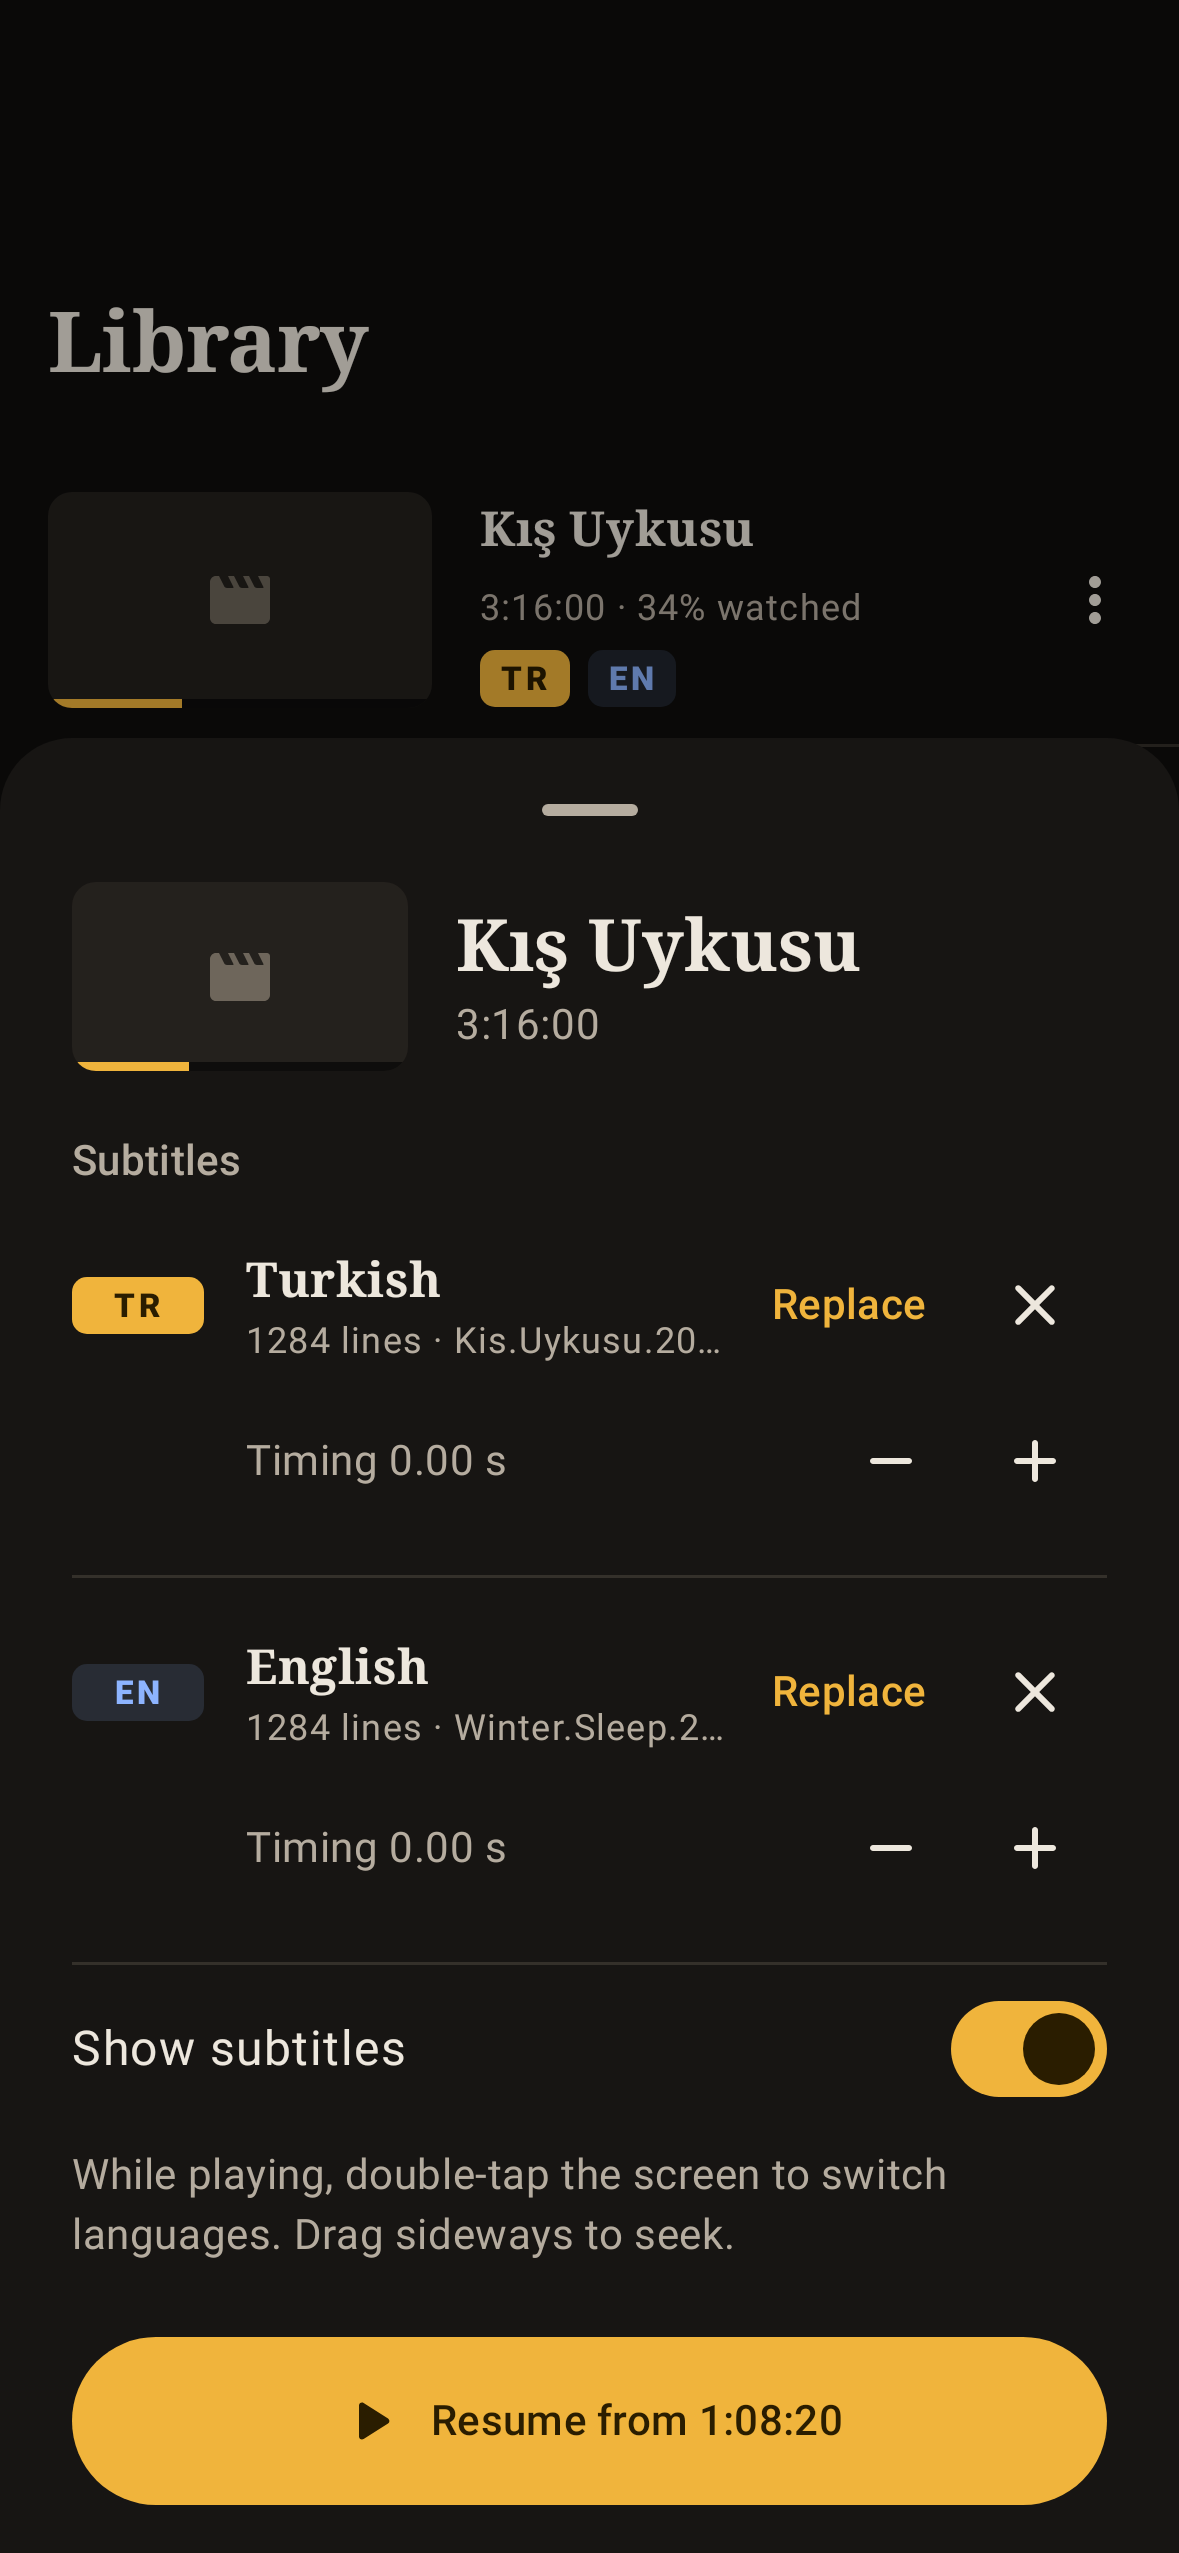 Library
Kış Uykusu
3:16:00 · 34% watched
TR EN
Kış Uykusu
3:16:00
Subtitles
TR
Turkish
1284 lines · Kis.Uykusu.20…
Replace
Timing 0.00 s
EN
English
1284 lines · Winter.Sleep.2…
Replace
Timing 0.00 s
Show subtitles
While playing, double-tap the screen to switch
languages. Drag sideways to seek.
Resume from 1:08:20